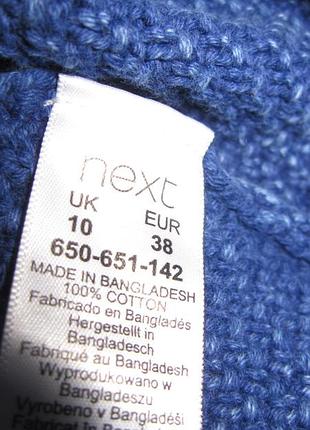 next
UK EUR
10 38
650-651-142
MADE IN BANGLADESH
100% COTTON
Fabricado en Bangladés
Hergestellt in
Bangladesch
Fabriqué au Bangladesh
Wyprodukowano w
Bangladeszu
Vyrobeno v Bangladéši